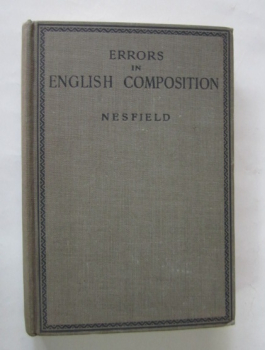 ERRORS
IN
ENGLISH COMPOSITION
NESFIELD